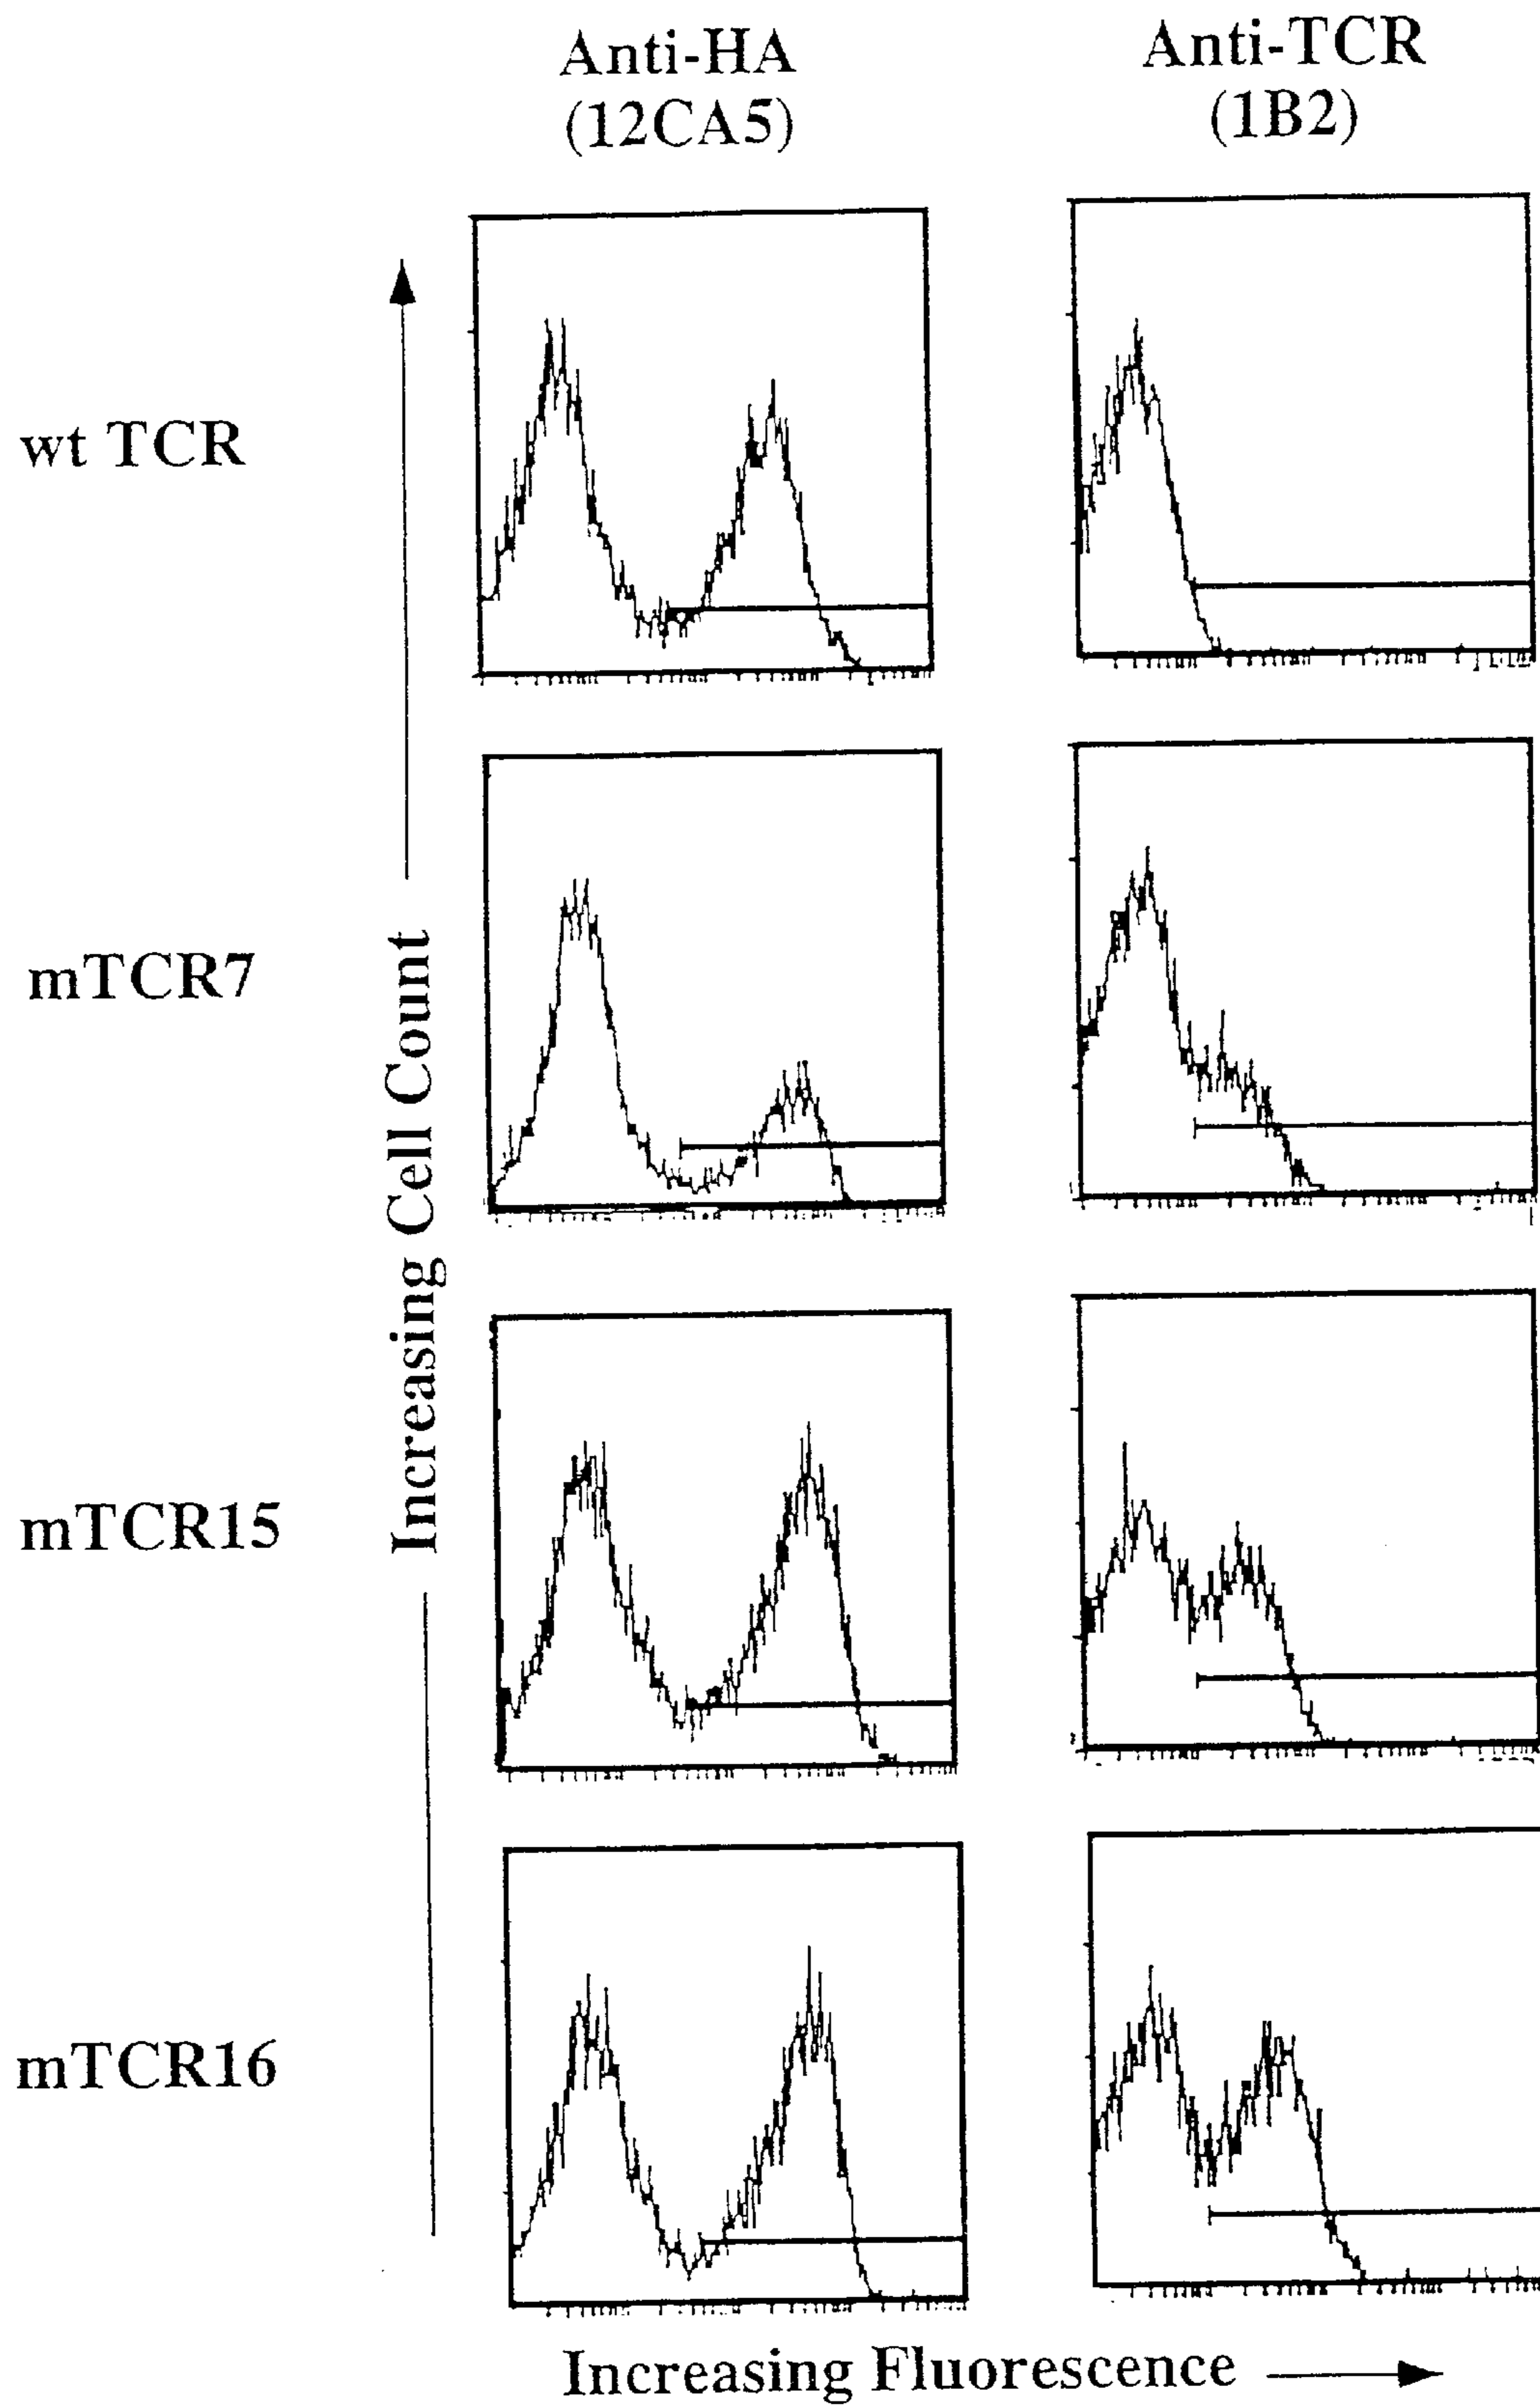 Anti-HA
(12CA5)
Anti-TCR
(1B2)
wt TCR
mTCR7
mTCR15
mTCR16
Increasing Cell Count
Increasing Fluorescence